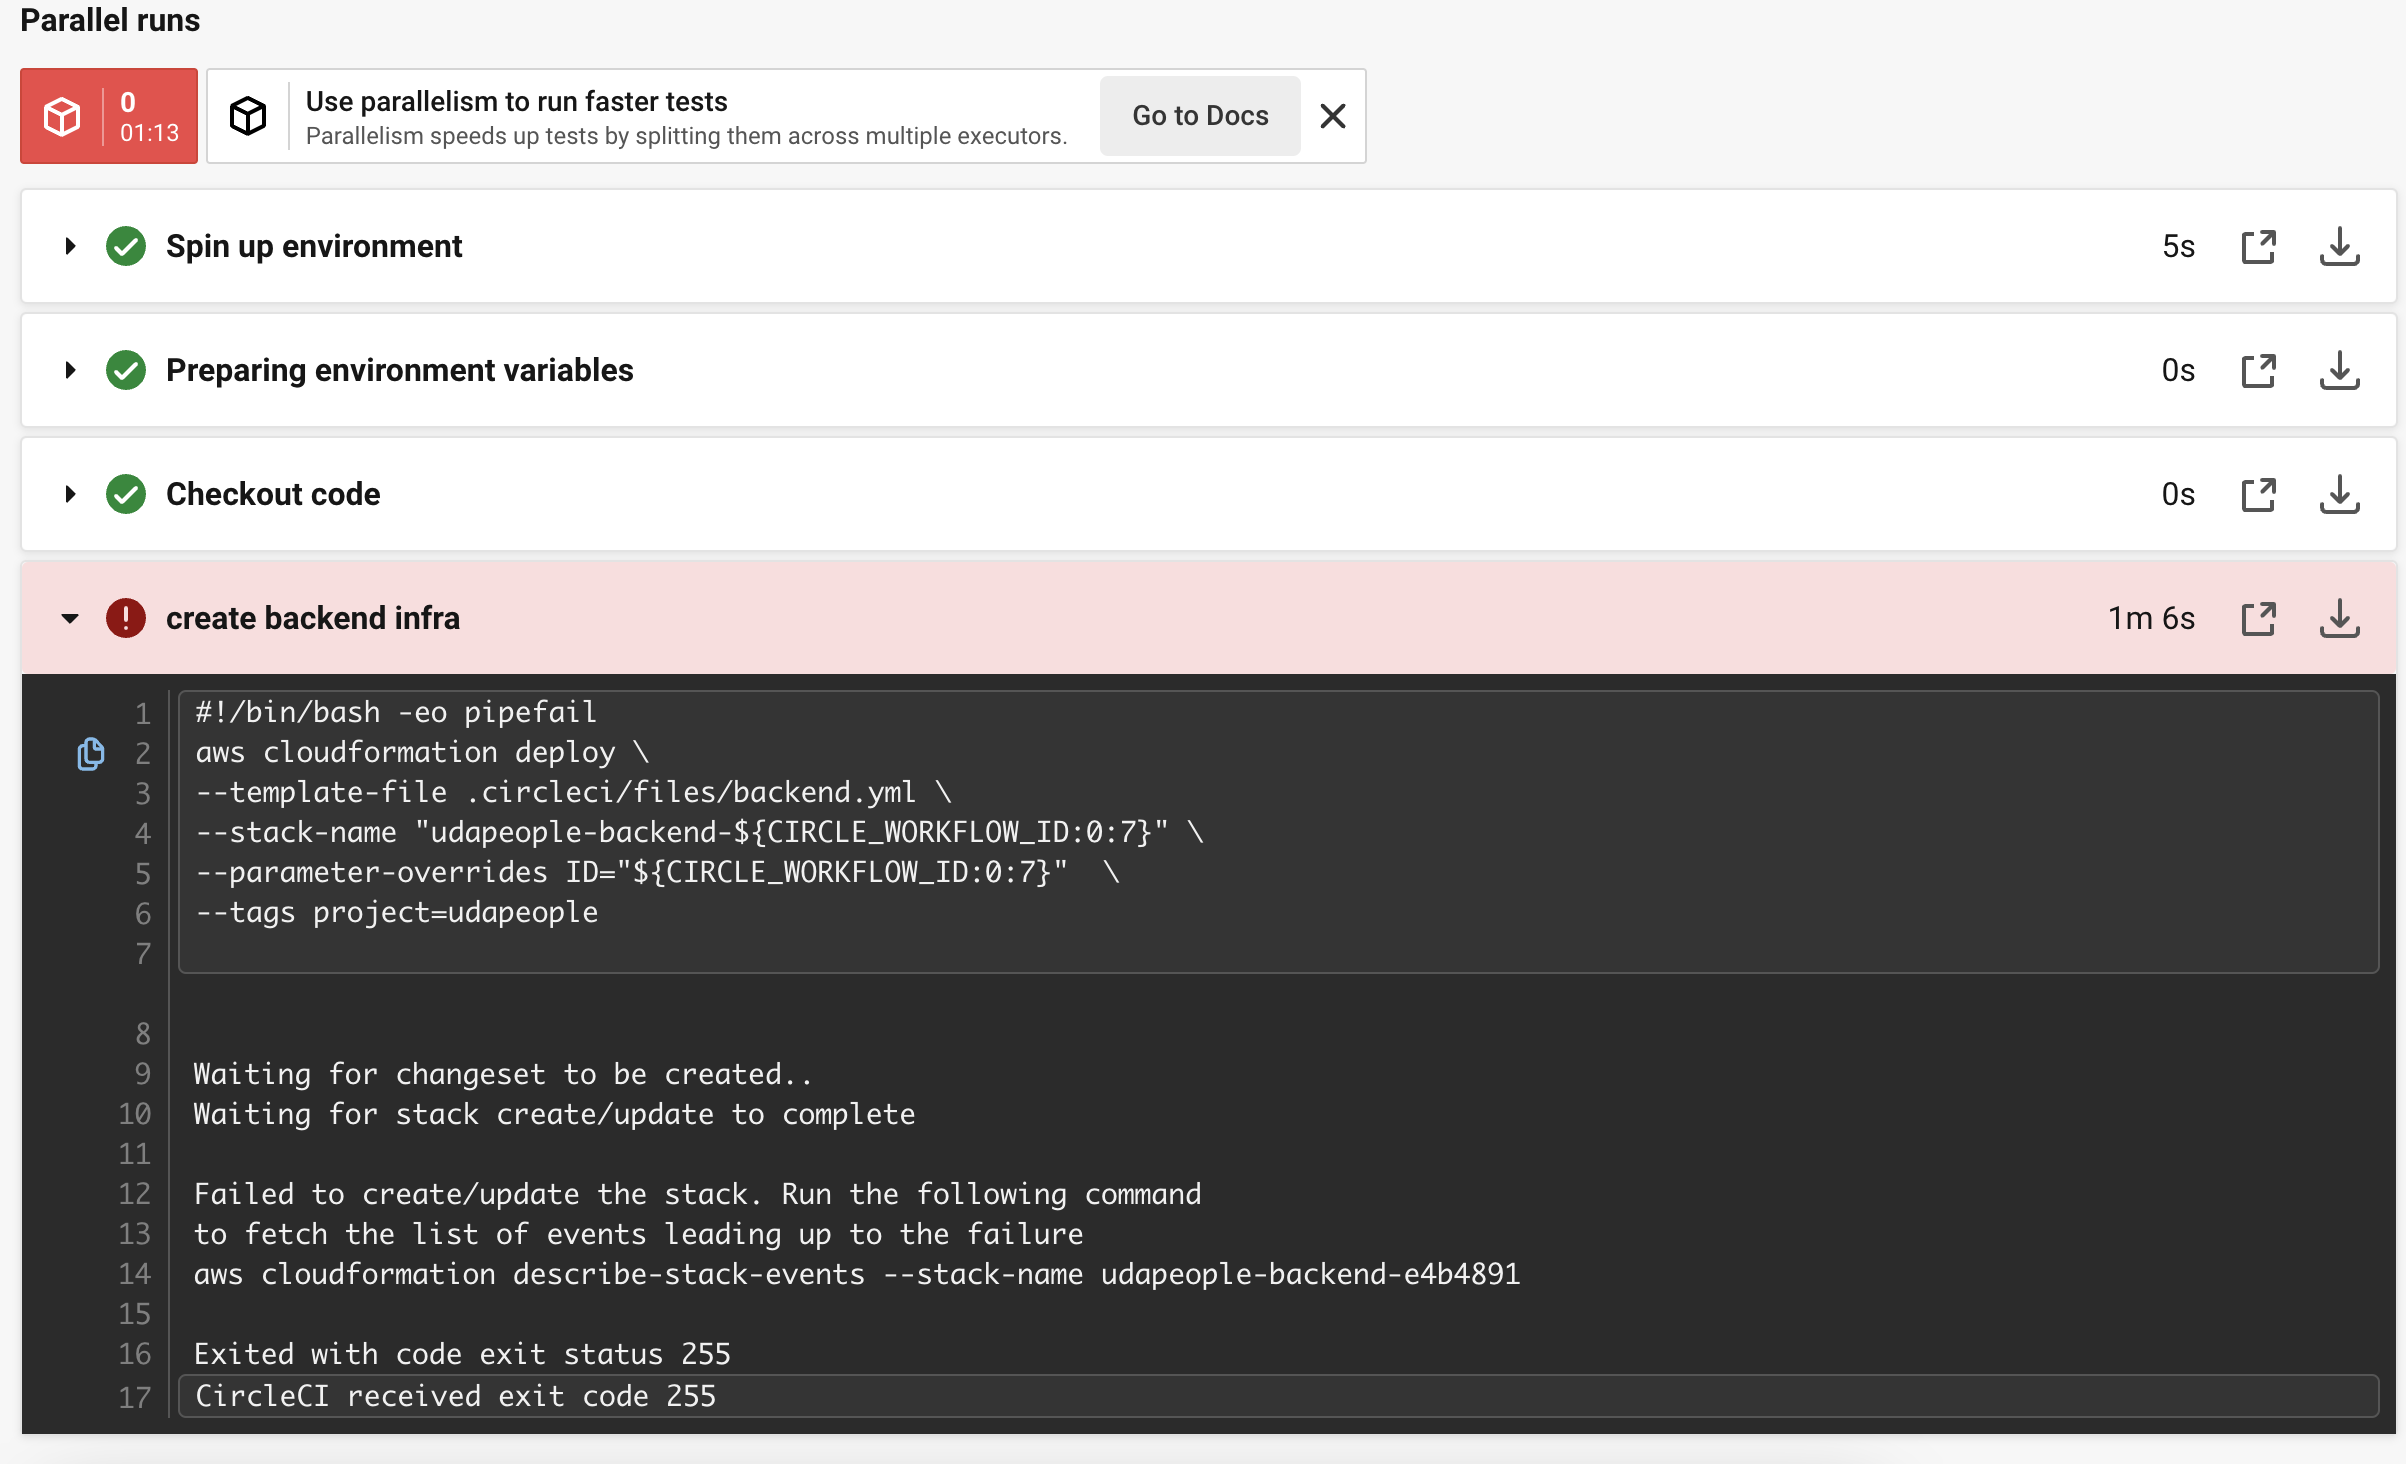 Parallel runs
0
01:13
Use parallelism to run faster tests
Parallelism speeds up tests by splitting them across multiple executors.
Go to Docs
Spin up environment
5s
Preparing environment variables
0s
Checkout code
0s
create backend infra
1m 6s
1 #!/bin/bash -eo pipefail
2 aws cloudformation deploy \
3 --template-file .circleci/files/backend.yml \
4 --stack-name "udapeople-backend-${CIRCLE_WORKFLOW_ID:0:7}" \
5 --parameter-overrides ID="${CIRCLE_WORKFLOW_ID:0:7}"  \
6 --tags project=udapeople
7
8
9 Waiting for changeset to be created..
10 Waiting for stack create/update to complete
11
12 Failed to create/update the stack. Run the following command
13 to fetch the list of events leading up to the failure
14 aws cloudformation describe-stack-events --stack-name udapeople-backend-e4b4891
15
16 Exited with code exit status 255
17 CircleCI received exit code 255